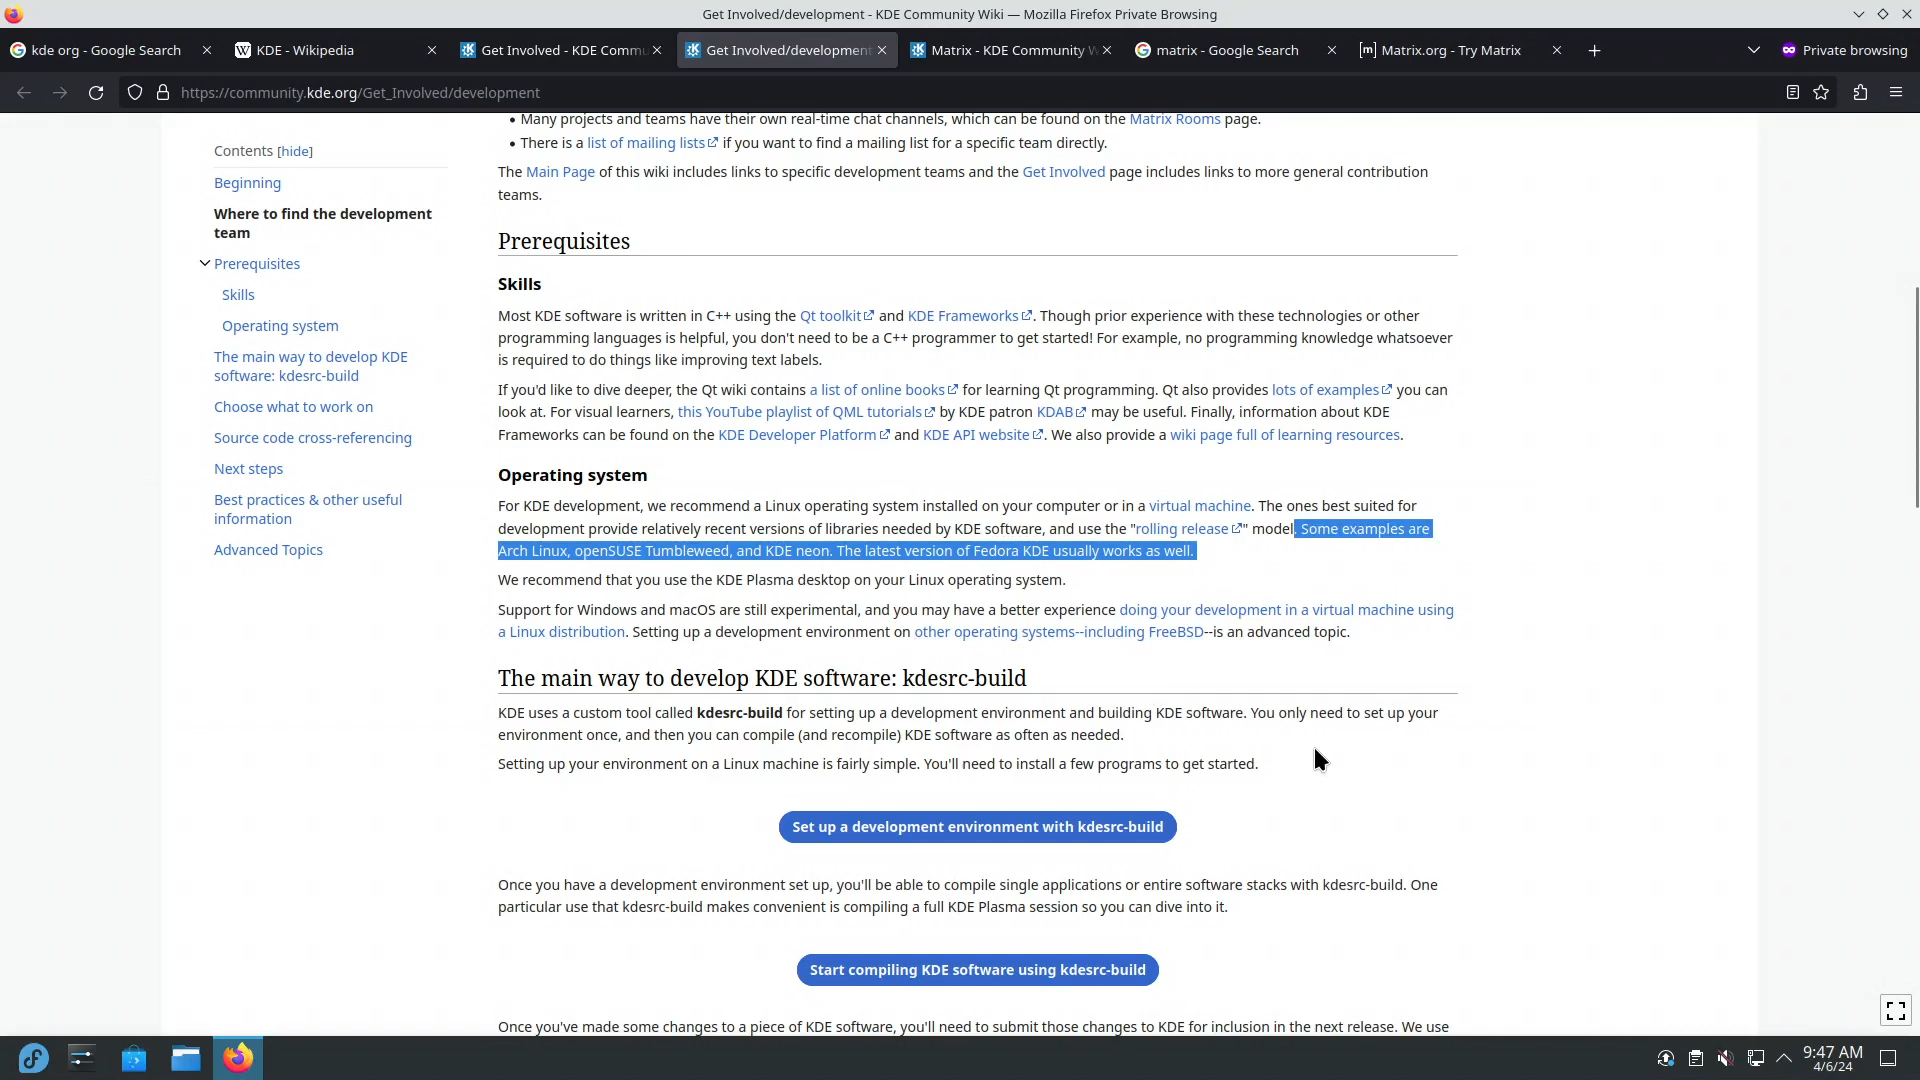 Get Involved/development - KDE Community Wiki — Mozilla Firefox Private Browsing
kde org - Google Search
KDE - Wikipedia
Get Involved - KDE Commu
Get Involved/development
Matrix - KDE Community W
matrix - Google Search
[m] Matrix.org - Try Matrix
Private browsing
https://community.kde.org/Get_Involved/development
Contents [hide]
Beginning
Where to find the development
team
Prerequisites
Skills
Operating system
The main way to develop KDE
software: kdesrc-build
Choose what to work on
Source code cross-referencing
Next steps
Best practices & other useful
information
Advanced Topics
• Many projects and teams have their own real-time chat channels, which can be found on the Matrix Rooms page.
• There is a list of mailing lists if you want to find a mailing list for a specific team directly.
The Main Page of this wiki includes links to specific development teams and the Get Involved page includes links to more general contribution
teams.
Prerequisites
Skills
Most KDE software is written in C++ using the Qt toolkit and KDE Frameworks. Though prior experience with these technologies or other
programming languages is helpful, you don't need to be a C++ programmer to get started! For example, no programming knowledge whatsoever
is required to do things like improving text labels.
If you'd like to dive deeper, the Qt wiki contains a list of online books for learning Qt programming. Qt also provides lots of examples you can
look at. For visual learners, this YouTube playlist of QML tutorials by KDE patron KDAB may be useful. Finally, information about KDE
Frameworks can be found on the KDE Developer Platform and KDE API website. We also provide a wiki page full of learning resources.
Operating system
For KDE development, we recommend a Linux operating system installed on your computer or in a virtual machine. The ones best suited for
development provide relatively recent versions of libraries needed by KDE software, and use the "rolling release" model. Some examples are
Arch Linux, openSUSE Tumbleweed, and KDE neon. The latest version of Fedora KDE usually works as well.
We recommend that you use the KDE Plasma desktop on your Linux operating system.
Support for Windows and macOS are still experimental, and you may have a better experience doing your development in a virtual machine using
a Linux distribution. Setting up a development environment on other operating systems--including FreeBSD--is an advanced topic.
The main way to develop KDE software: kdesrc-build
KDE uses a custom tool called kdesrc-build for setting up a development environment and building KDE software. You only need to set up your
environment once, and then you can compile (and recompile) KDE software as often as needed.
Setting up your environment on a Linux machine is fairly simple. You'll need to install a few programs to get started.
Set up a development environment with kdesrc-build
Once you have a development environment set up, you'll be able to compile single applications or entire software stacks with kdesrc-build. One
particular use that kdesrc-build makes convenient is compiling a full KDE Plasma session so you can dive into it.
Start compiling KDE software using kdesrc-build
Once you've made some changes to a piece of KDE software, you'll need to submit those changes to KDE for inclusion in the next release. We use
9:47 AM
4/6/24